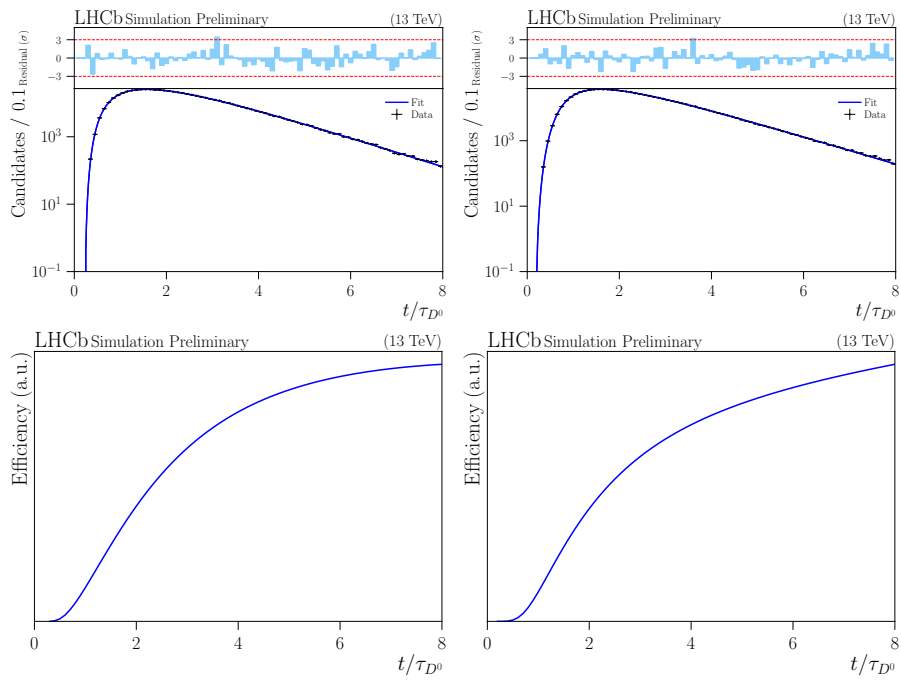 LHCb Simulation Preliminary (13 TeV)
3
0
−3
Residual (σ)
Candidates / 0.1
10^3
10^1
10^−1
Fit
Data
0 2 4 6 8
t/τ_{D^0}
LHCb Simulation Preliminary (13 TeV)
3
0
−3
Residual (σ)
Candidates / 0.1
10^3
10^1
10^−1
Fit
Data
0 2 4 6 8
t/τ_{D^0}
LHCb Simulation Preliminary (13 TeV)
Efficiency (a.u.)
0 2 4 6 8
t/τ_{D^0}
LHCb Simulation Preliminary (13 TeV)
Efficiency (a.u.)
0 2 4 6 8
t/τ_{D^0}